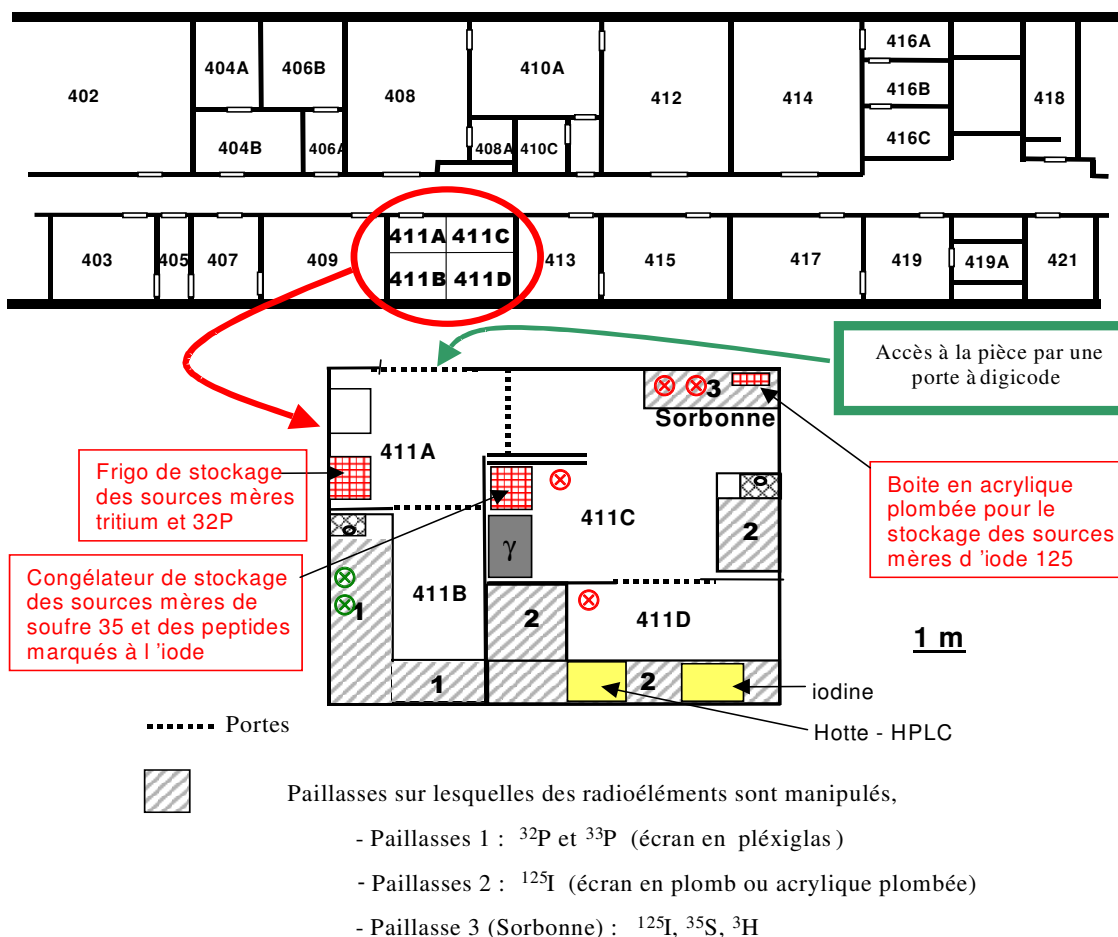 402
404A
406B
408
410A
412
414
416A
416B
416C
418
404B
406A
408A
410C
403
405
407
409
411A
411C
411B
411D
413
415
417
419
419A
421
Accès à la pièce par une
porte à digicode
3
Sorbonne
411A
Frigo de stockage
des sources mères
tritium et 32P
Boite en acrylique
plombée pour le
stockage des sources
mères d 'iode 125
411C
2
γ
Congélateur de stockage
des sources mères de
soufre 35 et des peptides
marqués à l 'iode
411B
1
2
411D
1 m
1
2
iodine
Hotte - HPLC
Portes
Paillasses sur lesquelles des radioéléments sont manipulés,
- Paillasses 1 : ³²P et ³³P (écran en pléxiglas)
- Paillasses 2 : ¹²⁵I (écran en plomb ou acrylique plombée)
- Paillasse 3 (Sorbonne) : ¹²⁵I, ³⁵S, ³H